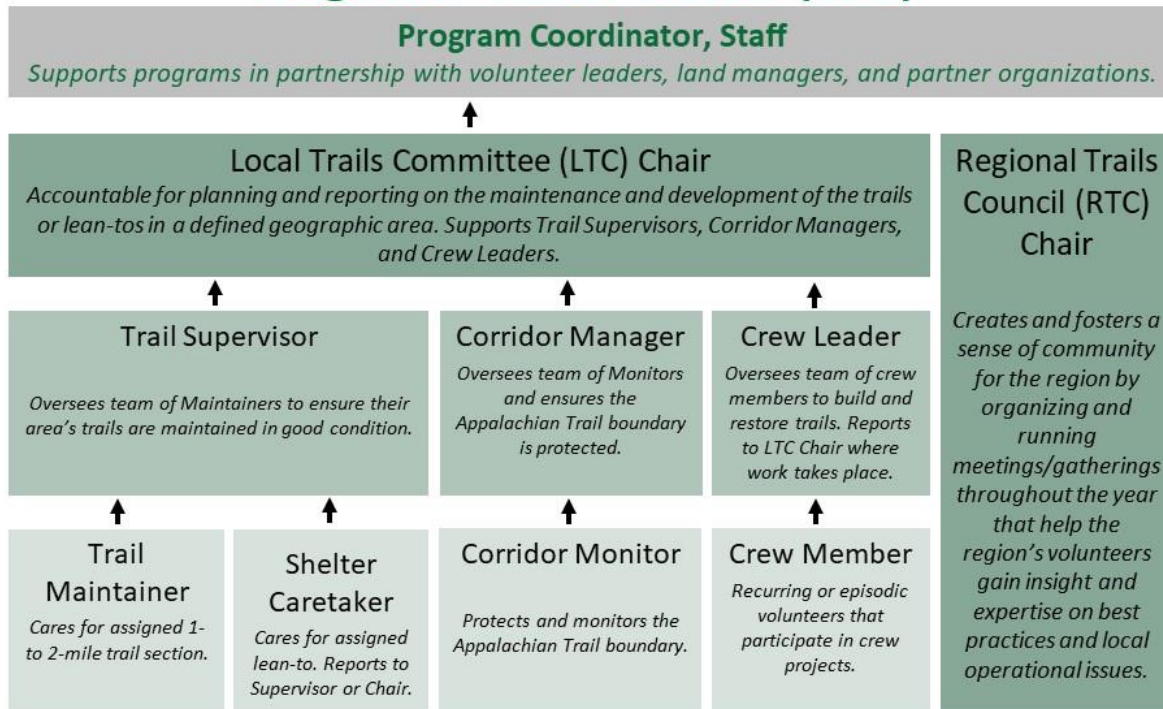 Program Coordinator, Staff
Supports programs in partnership with volunteer leaders, land managers, and partner organizations.
Local Trails Committee (LTC) Chair
Accountable for planning and reporting on the maintenance and development of the trails
or lean-tos in a defined geographic area. Supports Trail Supervisors, Corridor Managers,
and Crew Leaders.
Regional Trails
Council (RTC)
Chair
Creates and fosters a
sense of community
for the region by
organizing and
running
meetings/gatherings
throughout the year
that help the
region's volunteers
gain insight and
expertise on best
practices and local
operational issues.
Trail Supervisor
Oversees team of Maintainers to ensure their
area's trails are maintained in good condition.
Corridor Manager
Oversees team of Monitors
and ensures the
Appalachian Trail boundary
is protected.
Crew Leader
Oversees team of crew
members to build and
restore trails. Reports
to LTC Chair where
work takes place.
Trail
Maintainer
Cares for assigned 1-
to 2-mile trail section.
Shelter
Caretaker
Cares for assigned
lean-to. Reports to
Supervisor or Chair.
Corridor Monitor
Protects and monitors the
Appalachian Trail boundary.
Crew Member
Recurring or episodic
volunteers that
participate in crew
projects.